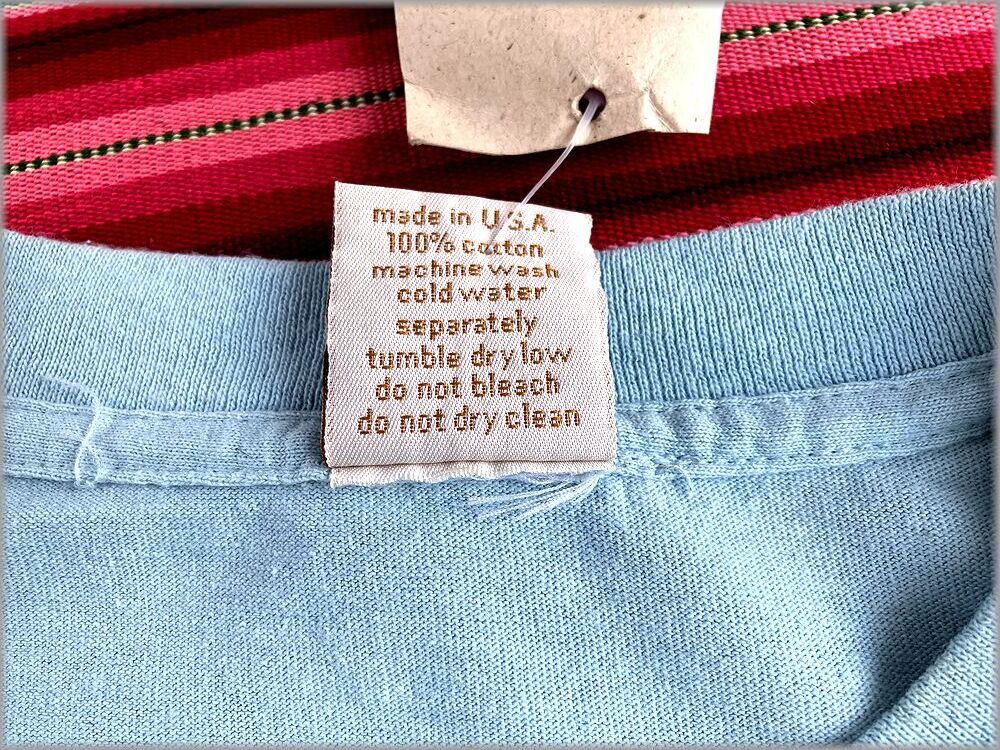 made in U.S.A.
100% cotton
machine wash
cold water
separately
tumble dry low
do not bleach
do not dry clean